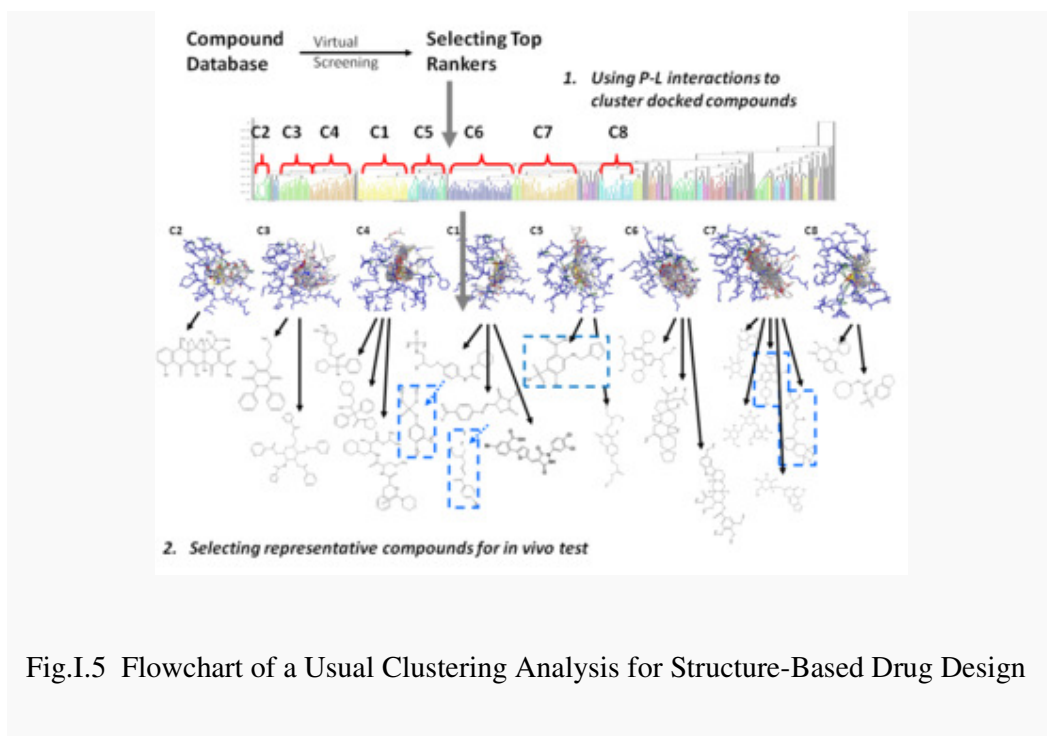 Compound Database
Virtual Screening
Selecting Top Rankers
1. Using P-L interactions to
cluster docked compounds
C2 C3 C4 C1 C5 C6 C7 C8
C2 C3 C4 C1 C5 C6 C7 C8
2. Selecting representative compounds for in vivo test
Fig.I.5 Flowchart of a Usual Clustering Analysis for Structure-Based Drug Design